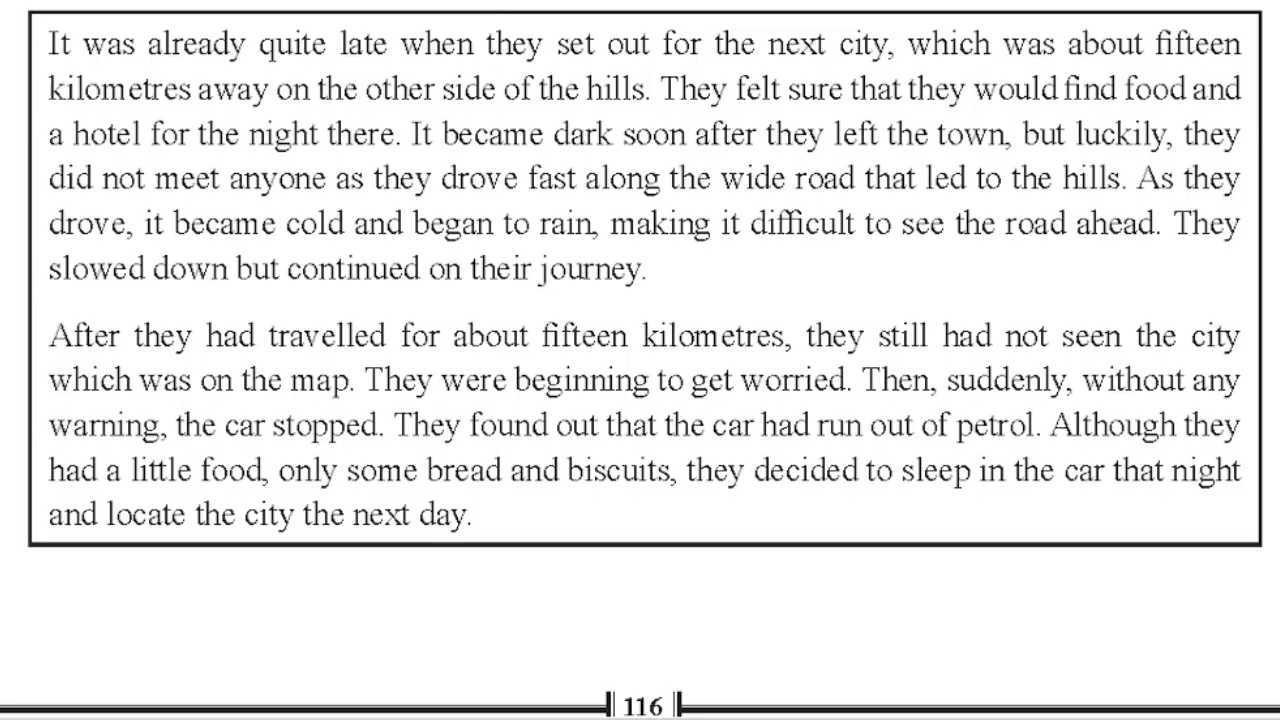 It was already quite late when they set out for the next city, which was about fifteen
kilometres away on the other side of the hills. They felt sure that they would find food and
a hotel for the night there. It became dark soon after they left the town, but luckily, they
did not meet anyone as they drove fast along the wide road that led to the hills. As they
drove, it became cold and began to rain, making it difficult to see the road ahead. They
slowed down but continued on their journey.
After they had travelled for about fifteen kilometres, they still had not seen the city
which was on the map. They were beginning to get worried. Then, suddenly, without any
warning, the car stopped. They found out that the car had run out of petrol. Although they
had a little food, only some bread and biscuits, they decided to sleep in the car that night
and locate the city the next day.
116